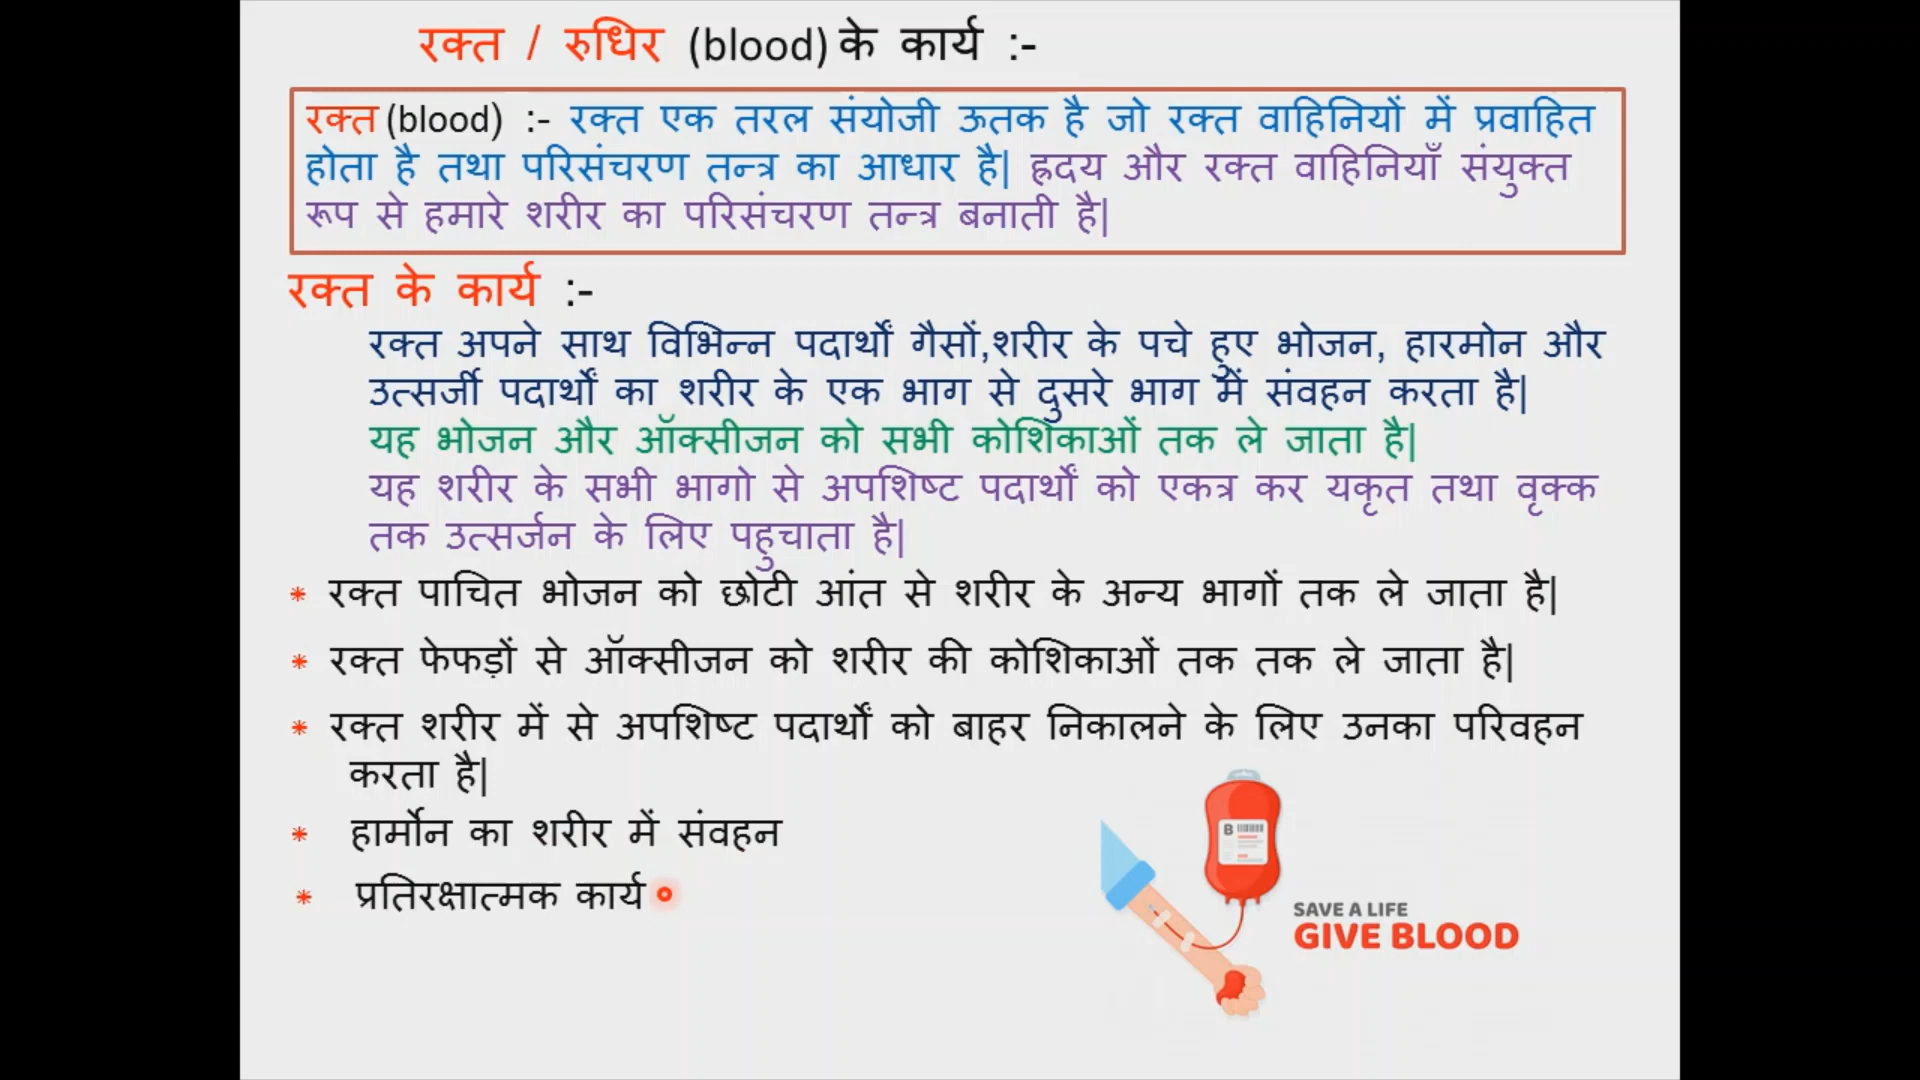 रक्त / रुधिर (blood) के कार्य :-
रक्त (blood) :- रक्त एक तरल संयोजी ऊतक है जो रक्त वाहिनियों में प्रवाहित
होता है तथा परिसंचरण तन्त्र का आधार है| ह्रदय और रक्त वाहिनियाँ संयुक्त
रूप से हमारे शरीर का परिसंचरण तन्त्र बनाती है|
रक्त के कार्य :-
रक्त अपने साथ विभिन्न पदार्थों गैसों,शरीर के पचे हुए भोजन, हारमोन और
उत्सर्जी पदार्थों का शरीर के एक भाग से दुसरे भाग में संवहन करता है|
यह भोजन और ऑक्सीजन को सभी कोशिकाओं तक ले जाता है|
यह शरीर के सभी भागो से अपशिष्ट पदार्थों को एकत्र कर यकृत तथा वृक्क
तक उत्सर्जन के लिए पहुचाता है|
* रक्त पाचित भोजन को छोटी आंत से शरीर के अन्य भागों तक ले जाता है|
* रक्त फेफड़ों से ऑक्सीजन को शरीर की कोशिकाओं तक तक ले जाता है|
* रक्त शरीर में से अपशिष्ट पदार्थों को बाहर निकालने के लिए उनका परिवहन
करता है|
* हार्मोन का शरीर में संवहन
* प्रतिरक्षात्मक कार्य
B
SAVE A LIFE
GIVE BLOOD